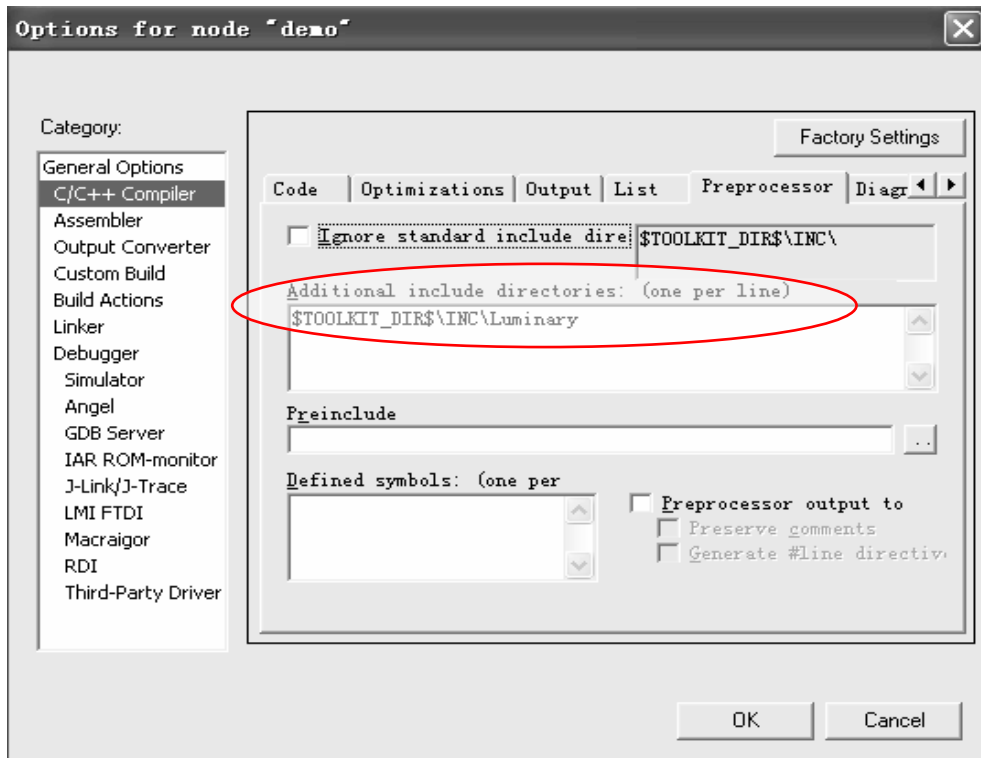 Options for node "demo"
Category:
General Options
C/C++ Compiler
Assembler
Output Converter
Custom Build
Build Actions
Linker
Debugger
Simulator
Angel
GDB Server
IAR ROM-monitor
J-Link/J-Trace
LMI FTDI
Macraigor
RDI
Third-Party Driver
Factory Settings
Code Optimizations Output List Preprocessor Diagr
Ignore standard include dire $TOOLKIT_DIR$\INC\
Additional include directories: (one per line)
$TOOLKIT_DIR$\INC\Luminary
Preinclude
..
Defined symbols: (one per
Preprocessor output to
Preserve comments
Generate #line directive
OK Cancel